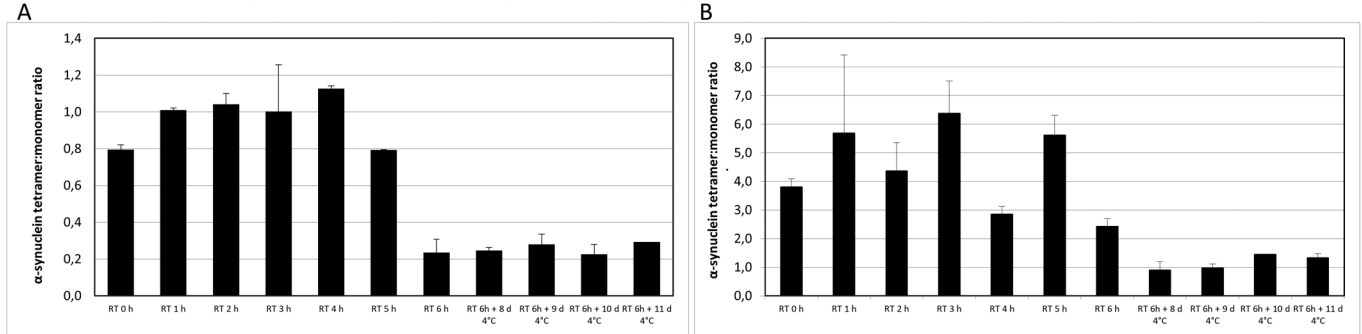 A
α-synuclein tetramer:monomer ratio
1,4
1,2
1,0
0,8
0,6
0,4
0,2
0,0
RT 0 h
RT 1 h
RT 2 h
RT 3 h
RT 4 h
RT 5 h
RT 6 h
RT 6h + 8 d
4°C
RT 6h + 9 d
4°C
RT 6h + 10 d
4°C
RT 6h + 11 d
4°C
B
α-synuclein tetramer:monomer ratio
9,0
8,0
7,0
6,0
5,0
4,0
3,0
2,0
1,0
0,0
RT 0 h
RT 1 h
RT 2 h
RT 3 h
RT 4 h
RT 5 h
RT 6 h
RT 6h + 8 d
4°C
RT 6h + 9 d
4°C
RT 6h + 10 d
4°C
RT 6h + 11 d
4°C